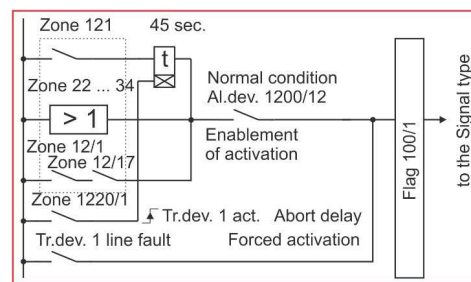 Zone 121
45 sec.
t
Zone 22 ... 34
> 1
Normal condition
Al.dev. 1200/12
Enablement
of activation
Zone 12/1
Zone 12/17
Zone 1220/1
Tr.dev. 1 act. Abort delay
Tr.dev. 1 line fault
Forced activation
Flag 100/1
to the Signal type